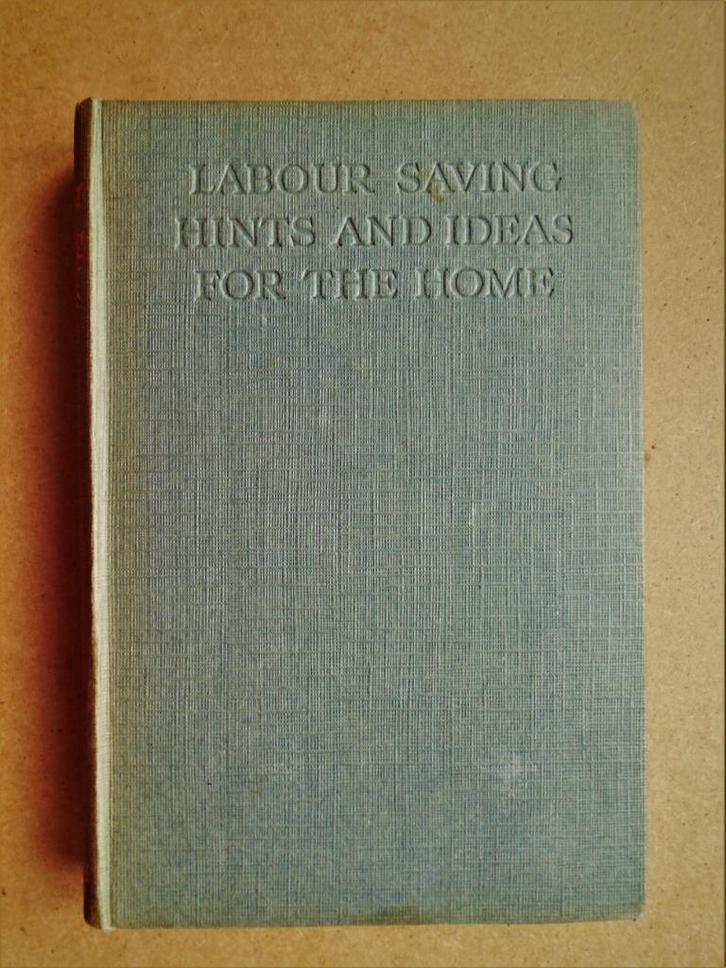 LABOUR SAVING
HINTS AND IDEAS
FOR THE HOME